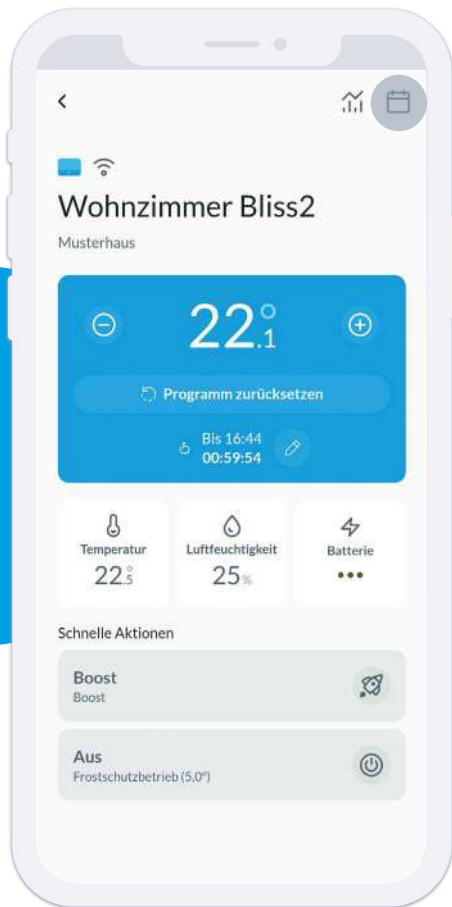 Wohnzimmer Bliss2
Musterhaus
22°.1
Programm zurücksetzen
Bis 16:44
00:59:54
Temperatur
22°.5
Luftfeuchtigkeit
25%
Batterie
Schnelle Aktionen
Boost
Boost
Aus
Frostschutzbetrieb (5,0°)